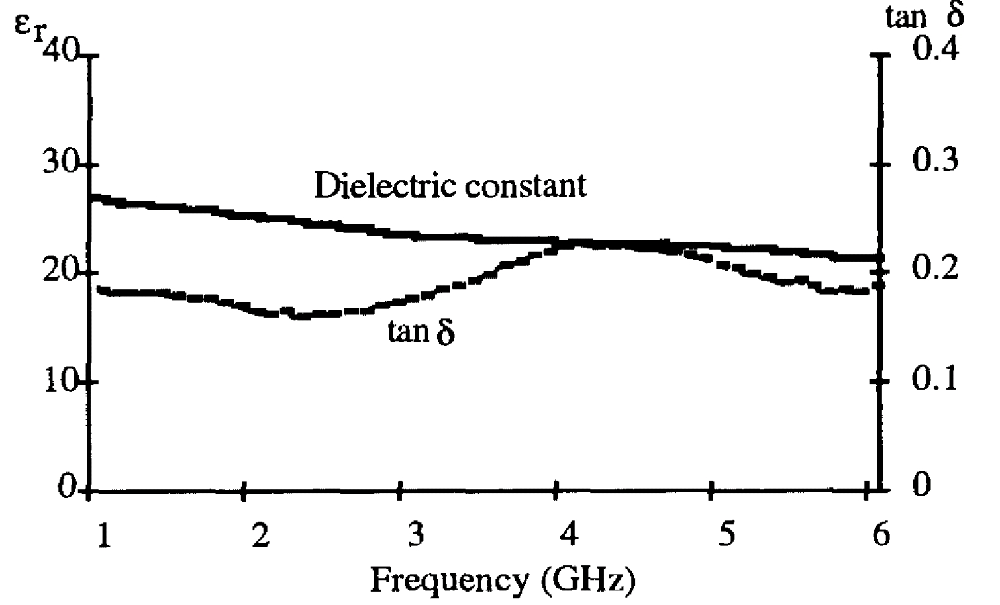 εr
tan δ
40
0.4
30
0.3
Dielectric constant
20
0.2
tan δ
10
0.1
0
0
1 2 3 4 5 6
Frequency (GHz)